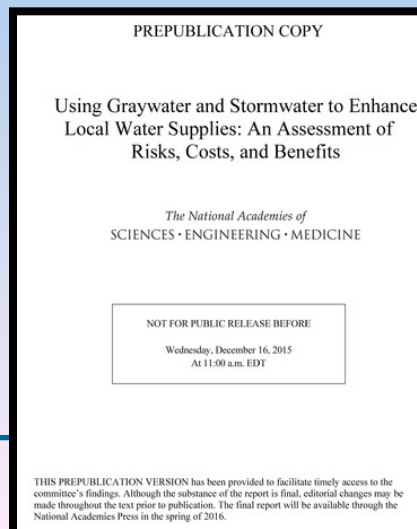 PREPUBLICATION COPY
Using Graywater and Stormwater to Enhance
Local Water Supplies: An Assessment of
Risks, Costs, and Benefits
The National Academies of
SCIENCES • ENGINEERING • MEDICINE
NOT FOR PUBLIC RELEASE BEFORE
Wednesday, December 16, 2015
At 11:00 a.m. EDT
THIS PREPUBLICATION VERSION has been provided to facilitate timely access to the
committee's findings. Although the substance of the report is final, editorial changes may be
made throughout the text prior to publication. The final report will be available through the
National Academies Press in the spring of 2016.